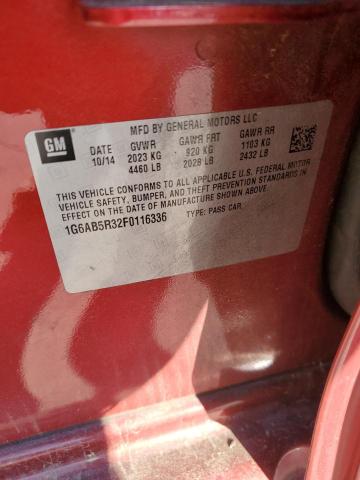 MFD BY GENERAL MOTORS LLC
GM DATE GVWR GAWR FRT GAWR RR
10/14 2023 KG 920 KG 1103 KG
4460 LB 2028 LB 2432 LB
THIS VEHICLE CONFORMS TO ALL APPLICABLE U.S. FEDERAL MOTOR
VEHICLE SAFETY, BUMPER, AND THEFT PREVENTION STANDARDS IN
EFFECT ON THE DATE OF MANUFACTURE SHOWN ABOVE.
1G6AB5R32F0116336 TYPE: PASS CAR